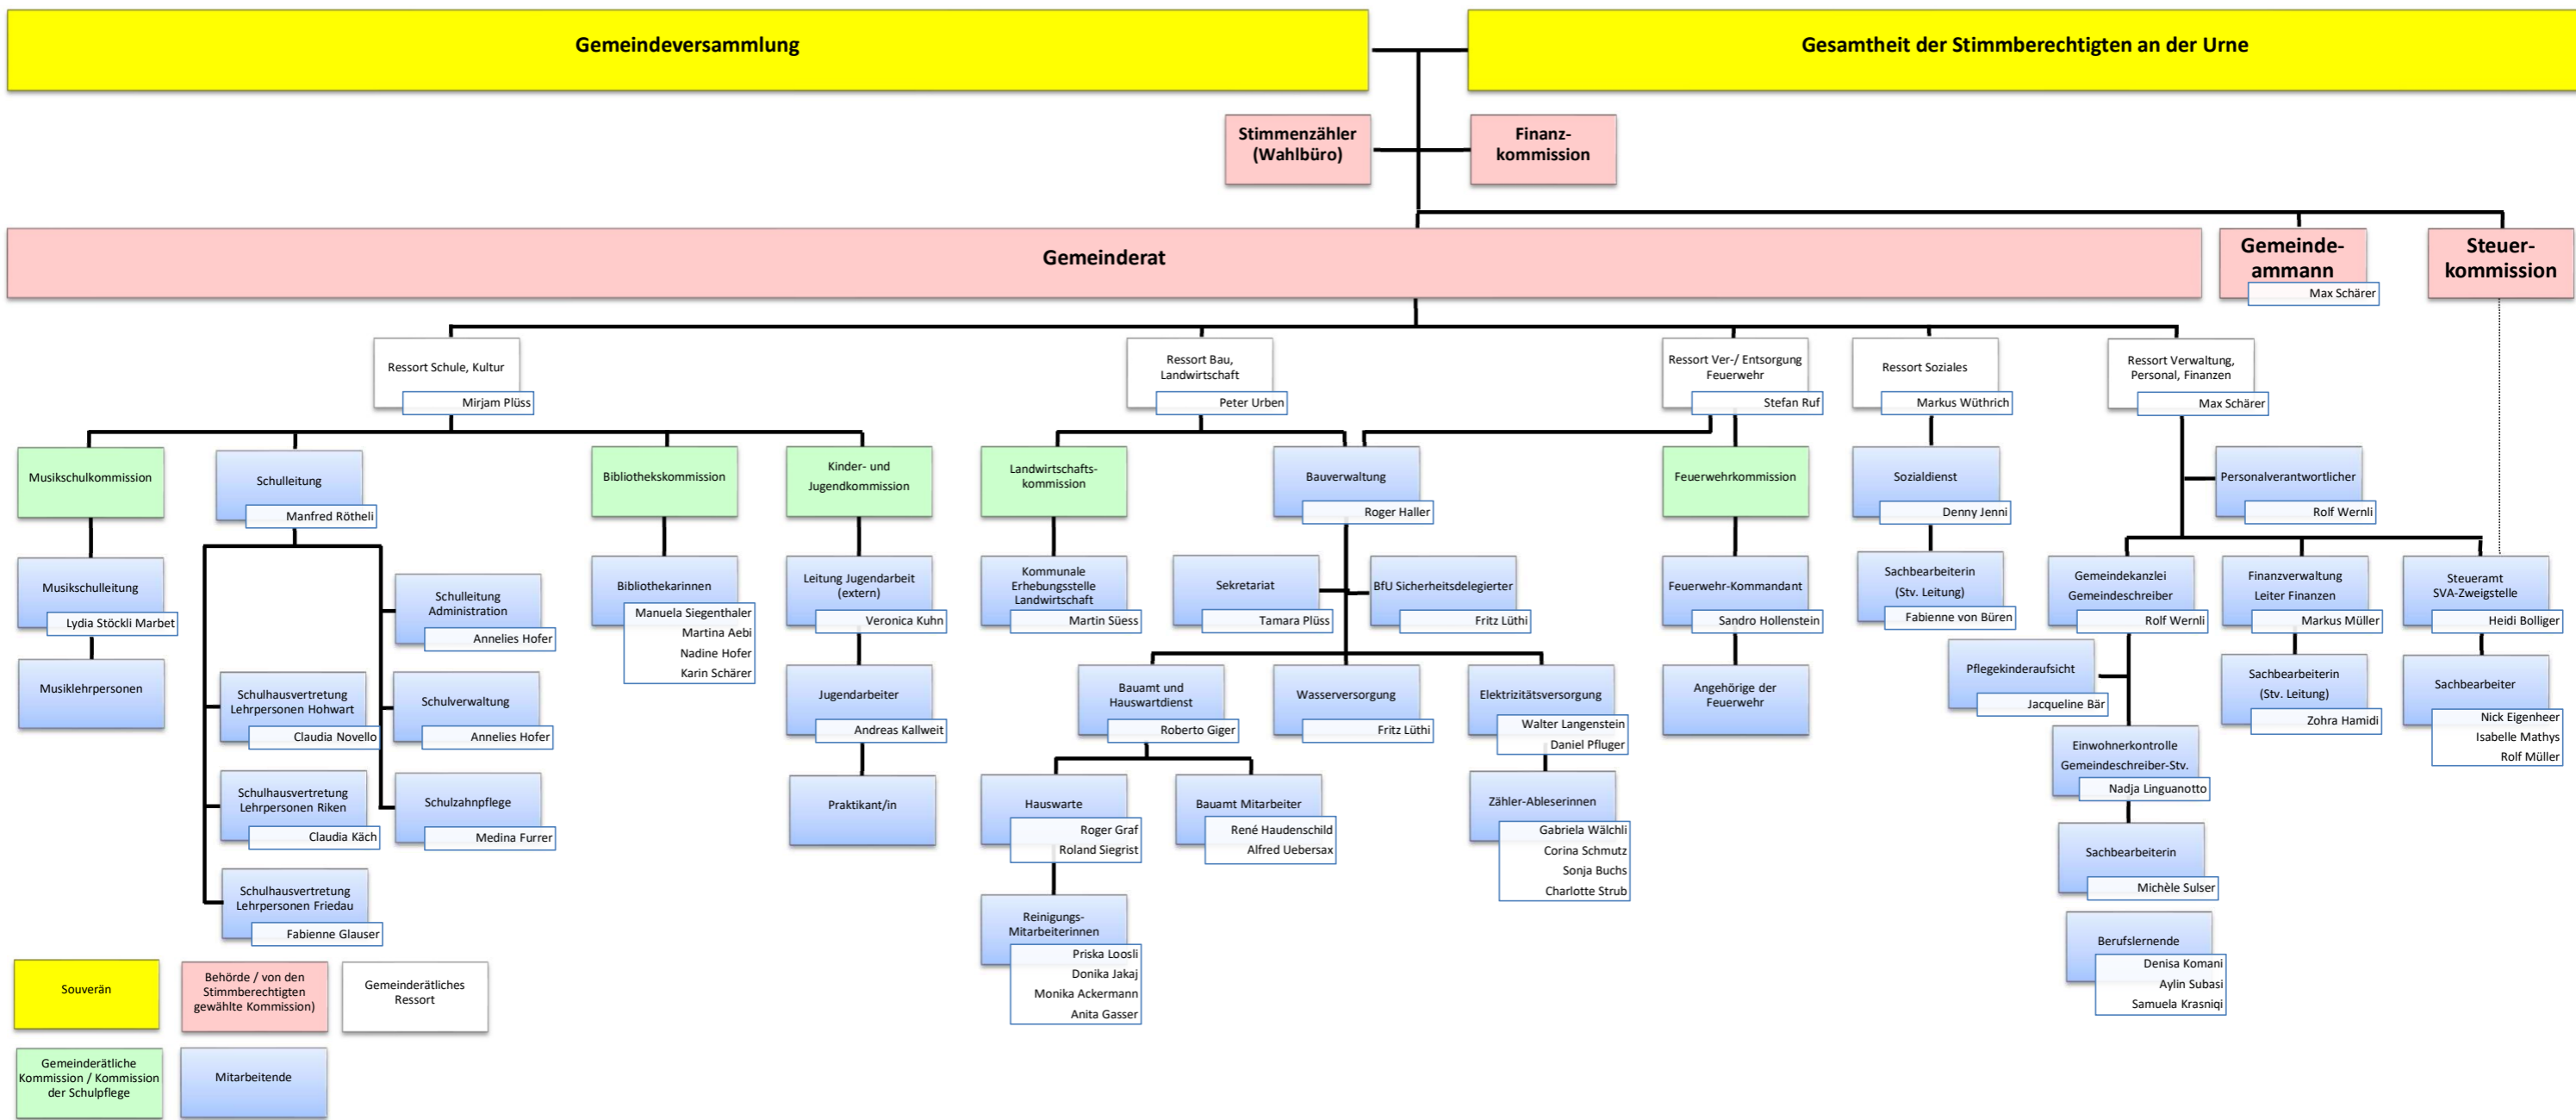 Gemeindeversammlung
Gesamtheit der Stimmberechtigten an der Urne
Stimmenzähler
(Wahlbüro)
Finanz-
kommission
Gemeinderat
Gemeinde-
ammann
Max Schärer
Steuer-
kommission
Ressort Schule, Kultur
Mirjam Plüss
Ressort Bau,
Landwirtschaft
Peter Urben
Ressort Ver-/ Entsorgung
Feuerwehr
Stefan Ruf
Ressort Soziales
Markus Wüthrich
Ressort Verwaltung,
Personal, Finanzen
Max Schärer
Musikschulkommission
Schulleitung
Manfred Rötheli
Bibliothekskommission
Kinder- und
Jugendkommission
Landwirtschafts-
kommission
Bauverwaltung
Roger Haller
Feuerwehrkommission
Sozialdienst
Denny Jenni
Personalverantwortlicher
Rolf Wernli
Musikschulleitung
Lydia Stöckli Marbet
Schulleitung
Administration
Annelies Hofer
Bibliothekarinnen
Manuela Siegenthaler
Martina Aebi
Nadine Hofer
Karin Schärer
Leitung Jugendarbeit
(extern)
Veronica Kuhn
Kommunale
Erhebungsstelle
Landwirtschaft
Martin Süess
Sekretariat
Tamara Plüss
BfU Sicherheitsdelegierter
Fritz Lüthi
Feuerwehr-Kommandant
Sandro Hollenstein
Sachbearbeiterin
(Stv. Leitung)
Fabienne von Büren
Gemeindekanzlei
Gemeindeschreiber
Rolf Wernli
Finanzverwaltung
Leiter Finanzen
Markus Müller
Steueramt
SVA-Zweigstelle
Heidi Bolliger
Musiklehrpersonen
Schulhausvertretung
Lehrpersonen Hohwart
Claudia Novello
Schulverwaltung
Annelies Hofer
Jugendarbeiter
Andreas Kallweit
Bauamt und
Hauswartdienst
Roberto Giger
Wasserversorgung
Fritz Lüthi
Elektrizitätsversorgung
Walter Langenstein
Daniel Pfluger
Angehörige der
Feuerwehr
Pflegekinderaufsicht
Jacqueline Bär
Sachbearbeiterin
(Stv. Leitung)
Zohra Hamidi
Sachbearbeiter
Nick Eigenheer
Isabelle Mathys
Rolf Müller
Einwohnerkontrolle
Gemeindeschreiber-Stv.
Nadja Linguanotto
Schulhausvertretung
Lehrpersonen Riken
Claudia Käch
Schulzahnpflege
Medina Furrer
Praktikant/in
Hauswarte
Roger Graf
Roland Siegrist
Bauamt Mitarbeiter
René Haudenschild
Alfred Uebersax
Zähler-Ableserinnen
Gabriela Wälchli
Corina Schmutz
Sonja Buchs
Charlotte Strub
Sachbearbeiterin
Michèle Sulser
Schulhausvertretung
Lehrpersonen Friedau
Fabienne Glauser
Reinigungs-
Mitarbeiterinnen
Priska Loosli
Donika Jakaj
Monika Ackermann
Anita Gasser
Berufslernende
Denisa Komani
Aylin Subasi
Samuela Krasniqi
Souverän
Behörde / von den
Stimmberechtigten
gewählte Kommission)
Gemeinderätliches
Ressort
Gemeinderätliche
Kommission / Kommission
der Schulpflege
Mitarbeitende